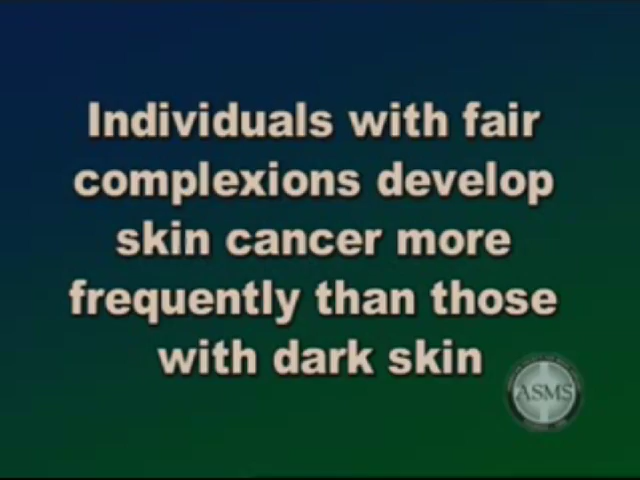 Individuals with fair
complexions develop
skin cancer more
frequently than those
with dark skin
ASMS